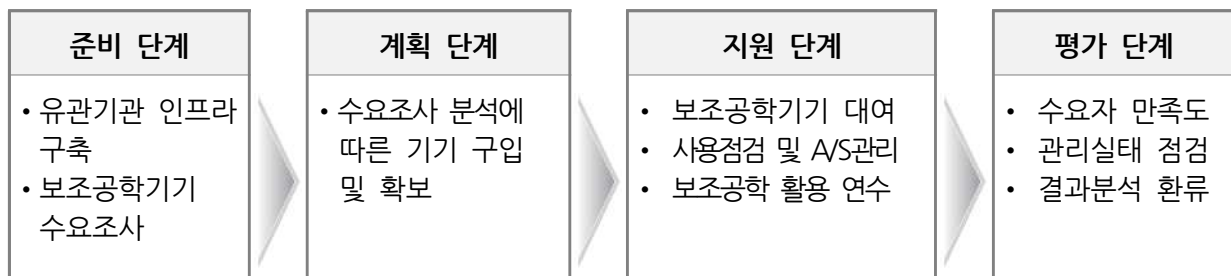 준비 단계
• 유관기관 인프라
구축
• 보조공학기기
수요조사
계획 단계
• 수요조사 분석에
따른 기기 구입
및 확보
지원 단계
• 보조공학기기 대여
• 사용점검 및 A/S관리
• 보조공학 활용 연수
평가 단계
• 수요자 만족도
• 관리실태 점검
• 결과분석 환류